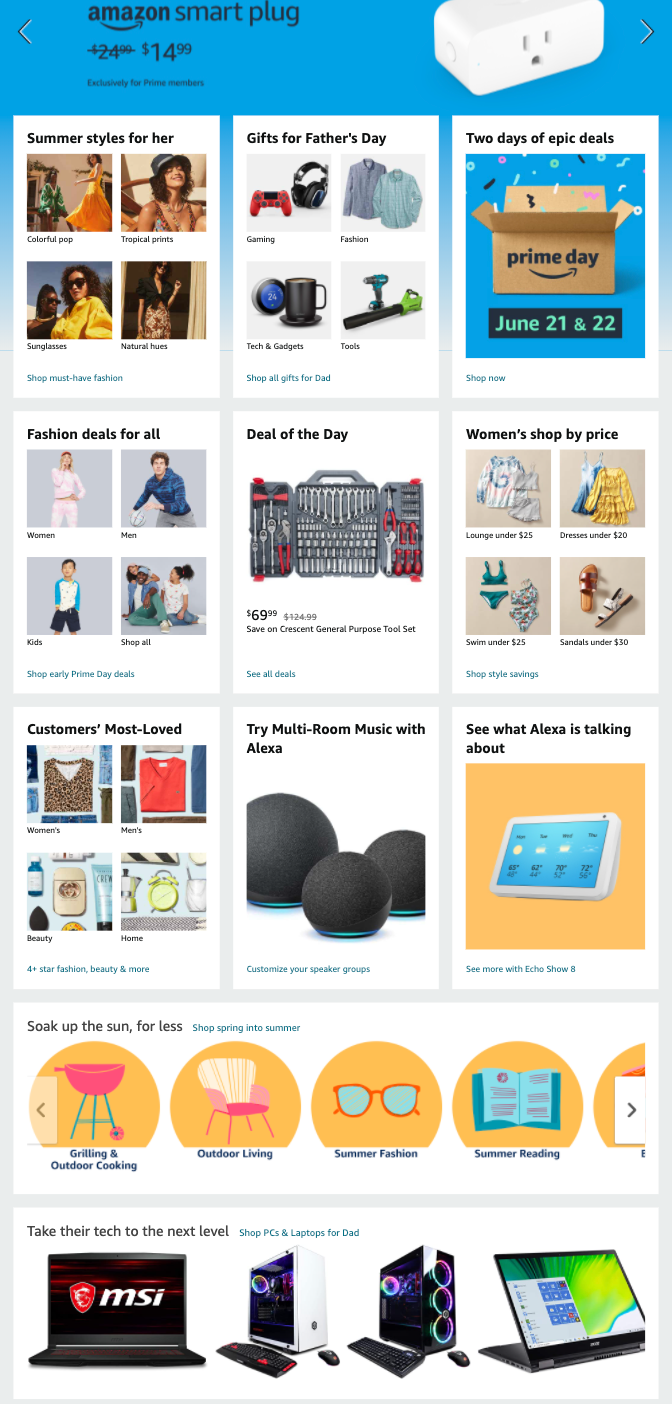 amazon smart plug
$24⁹⁹ $14⁹⁹
Exclusively for Prime members
Summer styles for her
Colorful pop
Tropical prints
Sunglasses
Natural hues
Shop must-have fashion
Gifts for Father's Day
Gaming
Fashion
24
Tech & Gadgets
Tools
Shop all gifts for Dad
Two days of epic deals
prime day
June 21 & 22
Shop now
Fashion deals for all
Women
Men
Kids
Shop all
Shop early Prime Day deals
Deal of the Day
$69⁹⁹ $124.99
Save on Crescent General Purpose Tool Set
See all deals
Women’s shop by price
Lounge under $25
Dresses under $20
Swim under $25
Sandals under $30
Shop style savings
Customers’ Most-Loved
Women's
Men's
CREW
Beauty
Home
4+ star fashion, beauty & more
Try Multi-Room Music with
Alexa
Customize your speaker groups
See what Alexa is talking
about
Mon Tue Wed Thu
65° 62° 70° 72°
See more with Echo Show 8
Soak up the sun, for less Shop spring into summer
Grilling &
Outdoor Cooking
Outdoor Living
Summer Fashion
Summer Reading
Take their tech to the next level Shop PCs & Laptops for Dad
msi